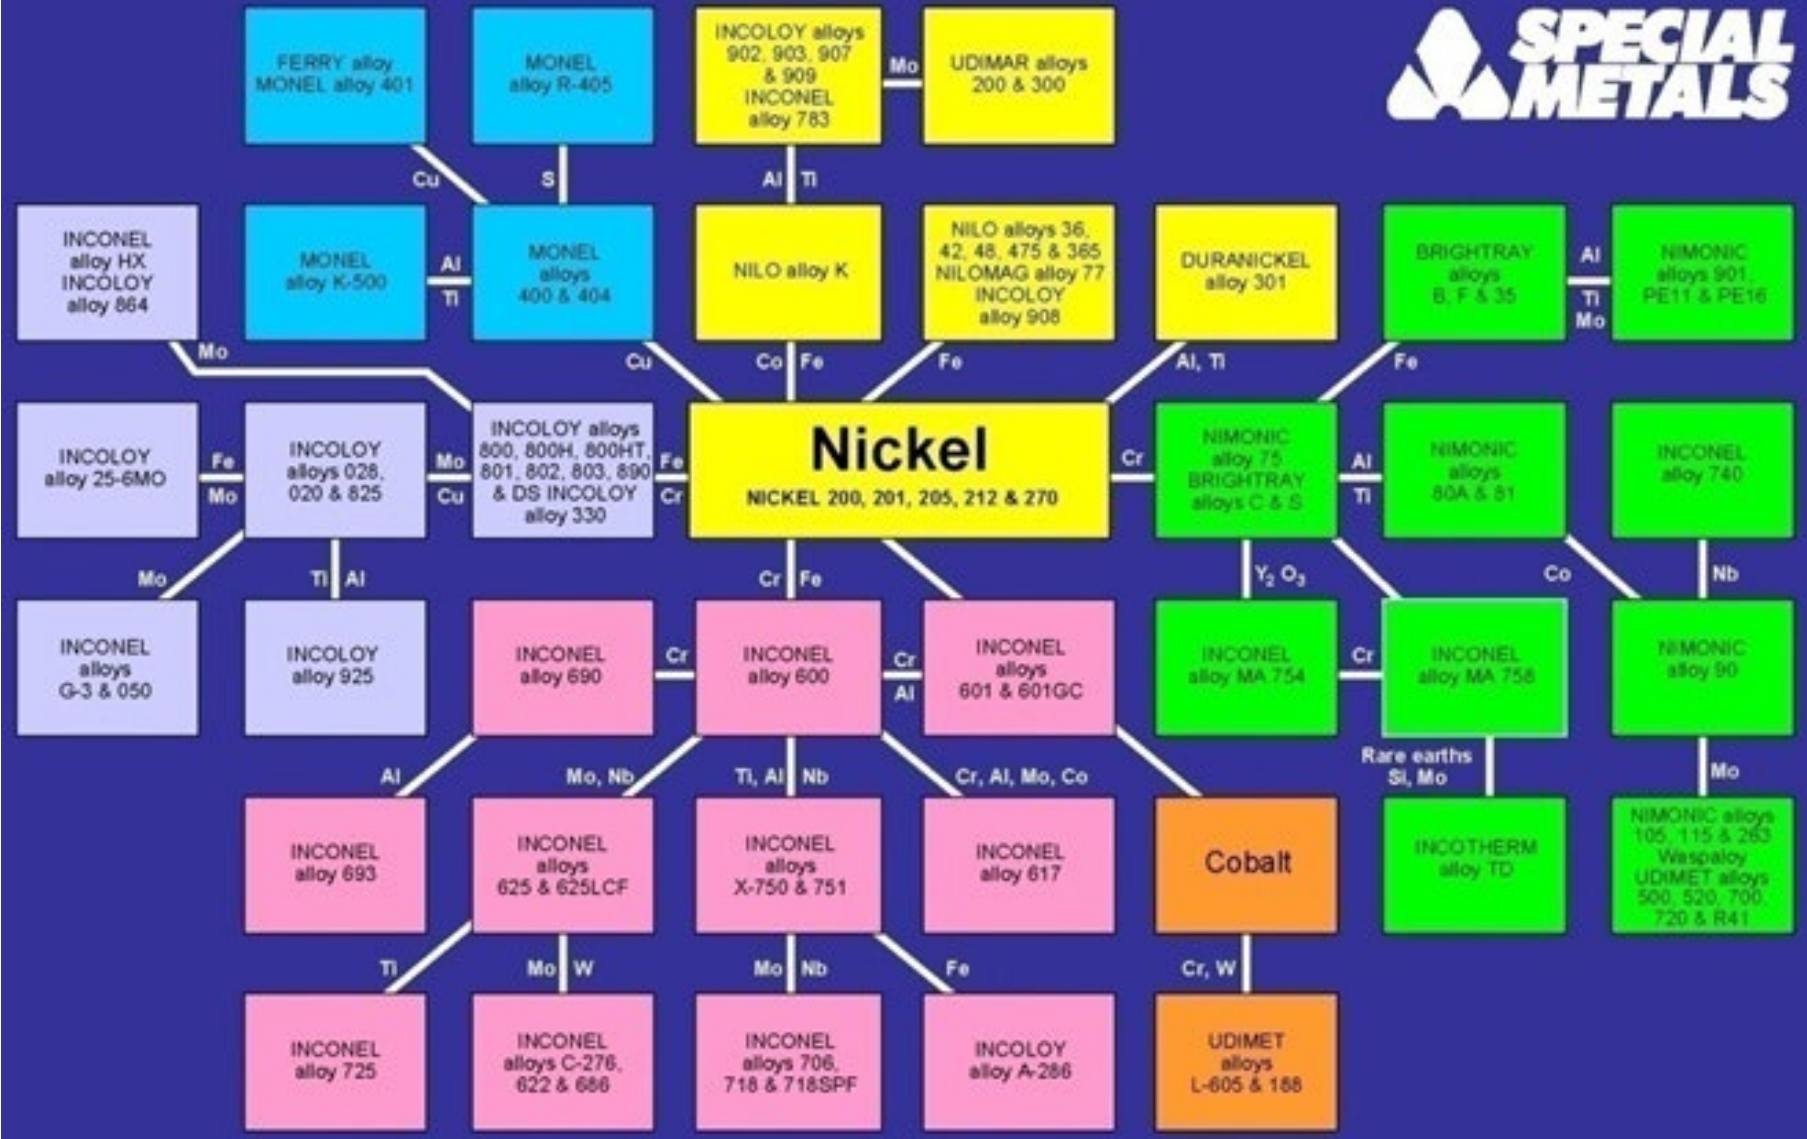 SPECIAL
METALS
FERRY alloy
MONEL alloy 401
MONEL
alloy R-405
INCOLOY alloys
902, 903, 907
& 909
INCONEL
alloy 783
Mo
UDIMAR alloys
200 & 300
Cu
S
Al Ti
INCONEL
alloy HX
INCOLOY
alloy 864
MONEL
alloy K-500
Al
Ti
MONEL
alloys
400 & 404
NILO alloy K
NILO alloys 36,
42, 48, 475 & 365
NILOMAG alloy 77
INCOLOY
alloy 908
DURANICKEL
alloy 301
BRIGHTRAY
alloys
B, F & 35
Al
Ti
Mo
NIMONIC
alloys 901,
PE11 & PE16
Mo
Cu
Co Fe
Fe
Al, Ti
Fe
INCOLOY
alloy 25-6MO
Fe
Mo
INCOLOY
alloys 028,
020 & 825
Mo
Cu
INCOLOY alloys
800, 800H, 800HT,
801, 802, 803, 890
& DS INCOLOY
alloy 330
Fe
Cr
Nickel
NICKEL 200, 201, 205, 212 & 270
Cr
NIMONIC
alloy 75
BRIGHTRAY
alloys C & S
Al
Ti
NIMONIC
alloys
80A & 81
INCONEL
alloy 740
Mo
Ti Al
Cr Fe
Y2 O3
Co
Nb
INCONEL
alloys
G-3 & 050
INCOLOY
alloy 925
INCONEL
alloy 690
Cr
INCONEL
alloy 600
Cr
Al
INCONEL
alloys
601 & 601GC
INCONEL
alloy MA 754
Cr
INCONEL
alloy MA 758
NIMONIC
alloy 90
Al
Mo, Nb
Ti, Al Nb
Cr, Al, Mo, Co
Rare earths
Si, Mo
Mo
INCONEL
alloy 693
INCONEL
alloys
625 & 625LCF
INCONEL
alloys
X-750 & 751
INCONEL
alloy 617
Cobalt
INCOTHERM
alloy TD
NIMONIC alloys
105, 115 & 263
Waspaloy
UDIMET alloys
500, 520, 700,
720 & R41
Ti
Mo W
Mo Nb
Fe
Cr, W
INCONEL
alloy 725
INCONEL
alloys C-276,
622 & 686
INCONEL
alloys 706,
718 & 718SPF
INCOLOY
alloy A-286
UDIMET
alloys
L-605 & 188